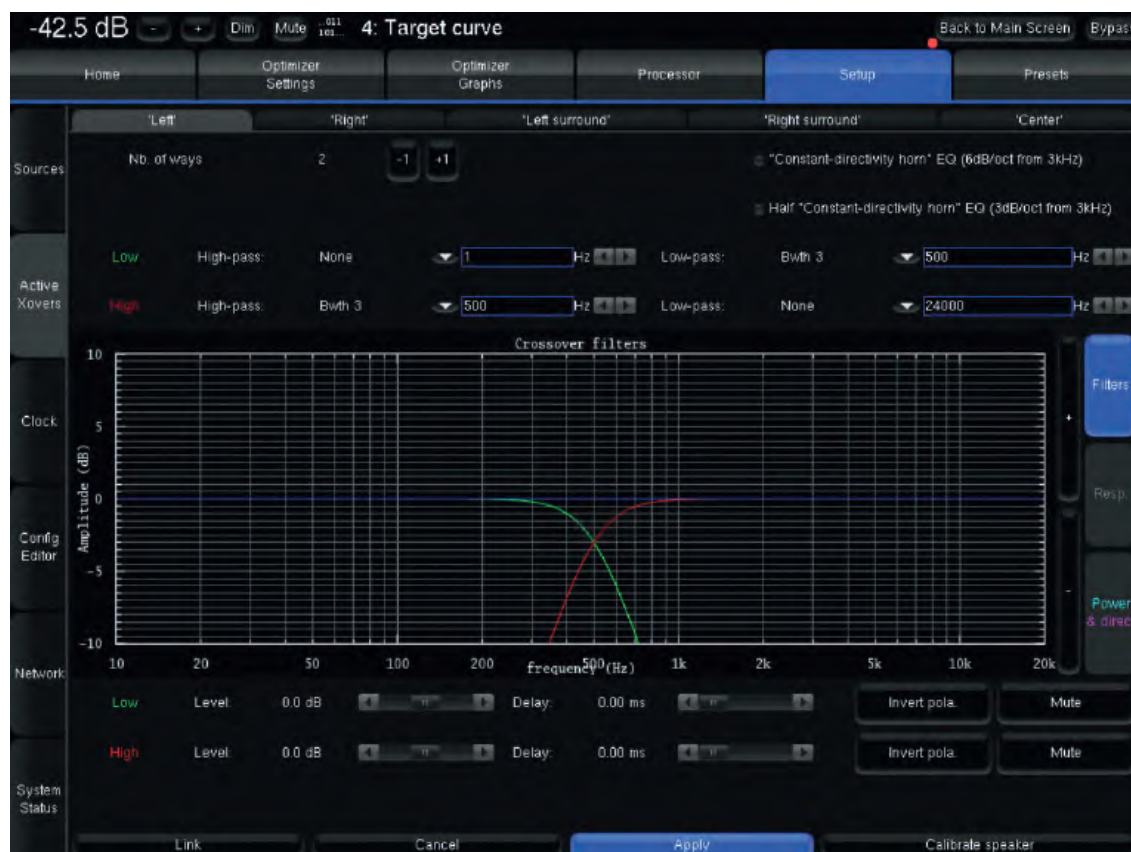 -42.5 dB - + Dim Mute ..011 101... 4: Target curve Back to Main Screen Bypas
Home Optimizer Settings Optimizer Graphs Processor Setup Presets
'Left' 'Right' 'Left surround' 'Right surround' 'Center'
Sources
Nb. of ways 2 -1 +1 "Constant-directivity horn" EQ (6dB/oct from 3kHz)
Half "Constant-directivity horn" EQ (3dB/oct from 3kHz)
Low High-pass: None 1 Hz Low-pass: Bwth 3 500 Hz
Active Xovers
High High-pass: Bwth 3 500 Hz Low-pass: None 24000 Hz
Crossover filters
10
5
0
-5
-10
Amplitude (dB)
10 20 50 100 200 500 1k 2k 5k 10k 20k
frequency (Hz)
+
-
Filters
Resp.
Power
& direc
Clock
Config Editor
Network
System Status
Low Level: 0.0 dB Delay: 0.00 ms Invert pola. Mute
High Level: 0.0 dB Delay: 0.00 ms Invert pola. Mute
Link Cancel Apply Calibrate speaker